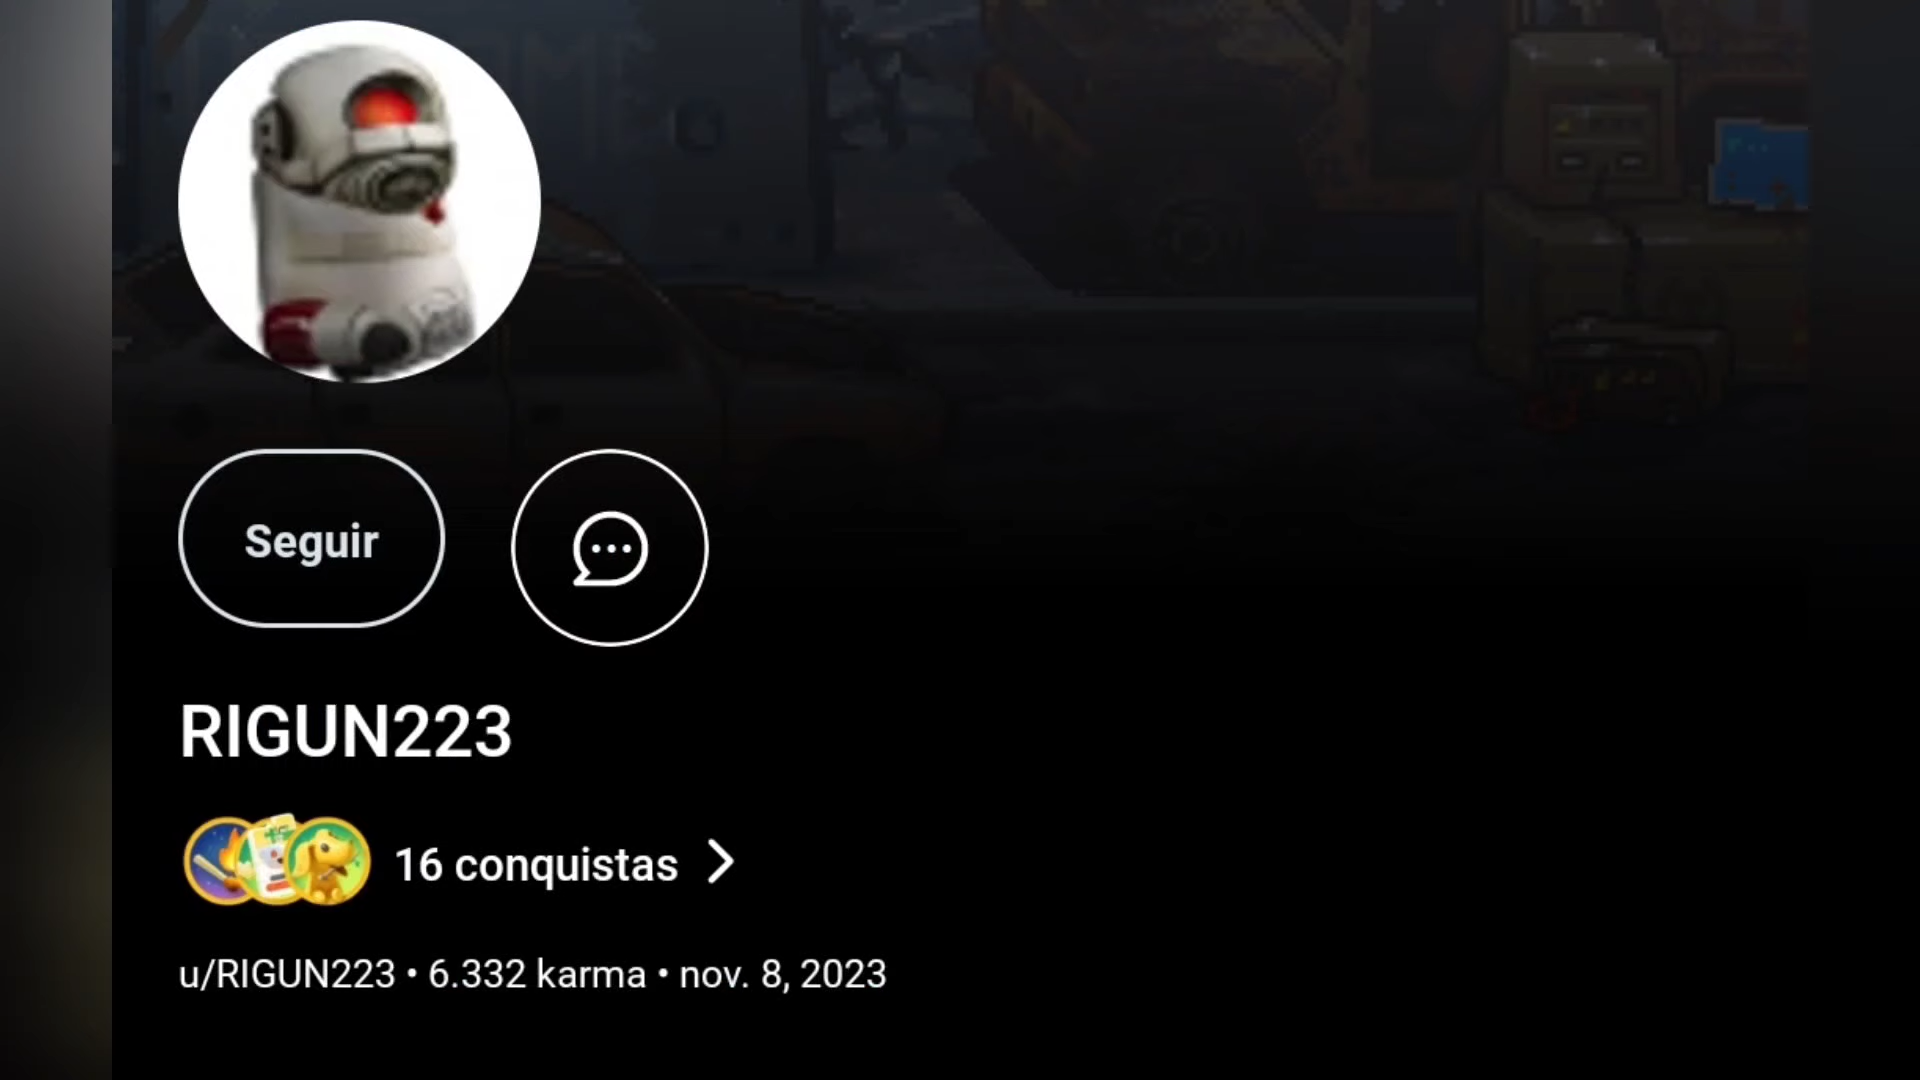 Seguir
RIGUN223
16 conquistas
u/RIGUN223 • 6.332 karma • nov. 8, 2023